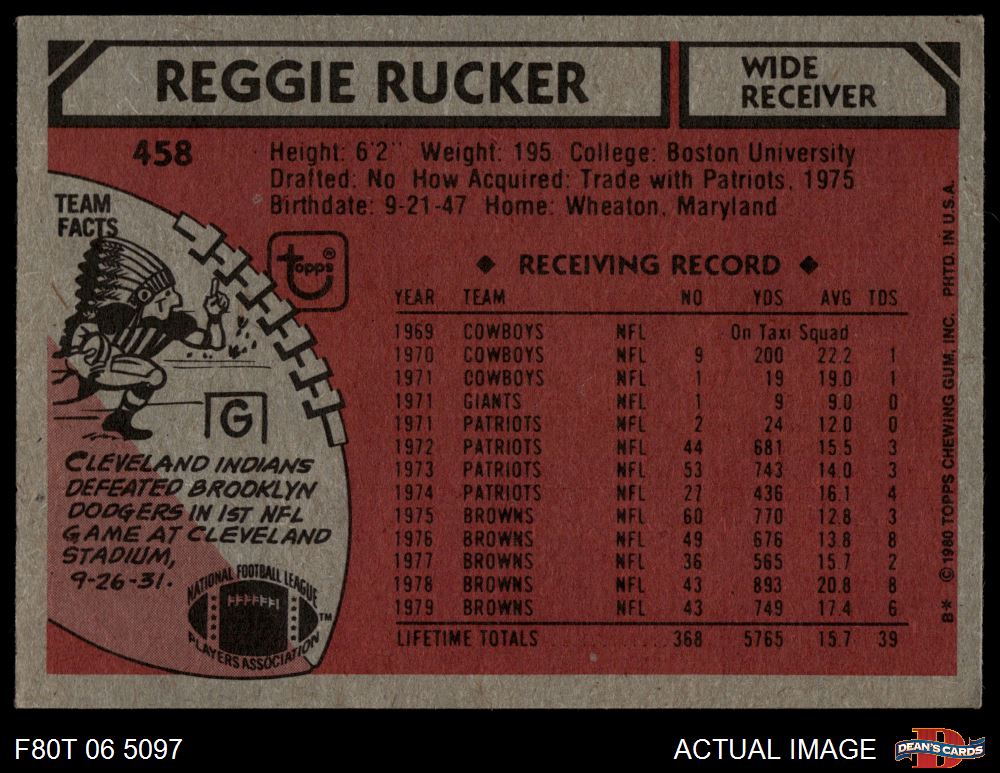 REGGIE RUCKER
WIDE
RECEIVER
458
Height: 6'2" Weight: 195 College: Boston University
Drafted: No How Acquired: Trade with Patriots, 1975
Birthdate: 9-21-47 Home: Wheaton, Maryland
TEAM
FACTS
topps®
G
CLEVELAND INDIANS
DEFEATED BROOKLYN
DODGERS IN 1ST NFL
GAME AT CLEVELAND
STADIUM,
9-26-31.
NATIONAL FOOTBALL LEAGUE
PLAYERS ASSOCIATION
TM
◆ RECEIVING RECORD ◆
YEAR TEAM NO YDS AVG TDS
1969 COWBOYS NFL On Taxi Squad
1970 COWBOYS NFL 9 200 22.2 1
1971 COWBOYS NFL 1 19 19.0 1
1971 GIANTS NFL 1 9 9.0 0
1971 PATRIOTS NFL 2 24 12.0 0
1972 PATRIOTS NFL 44 681 15.5 3
1973 PATRIOTS NFL 53 743 14.0 3
1974 PATRIOTS NFL 27 436 16.1 4
1975 BROWNS NFL 60 770 12.8 3
1976 BROWNS NFL 49 676 13.8 8
1977 BROWNS NFL 36 565 15.7 2
1978 BROWNS NFL 43 893 20.8 8
1979 BROWNS NFL 43 749 17.4 6
LIFETIME TOTALS 368 5765 15.7 39
B* © 1980 TOPPS CHEWING GUM, INC. PHTD. IN U.S.A.
F80T 06 5097
ACTUAL IMAGE
D
DEAN'S CARDS